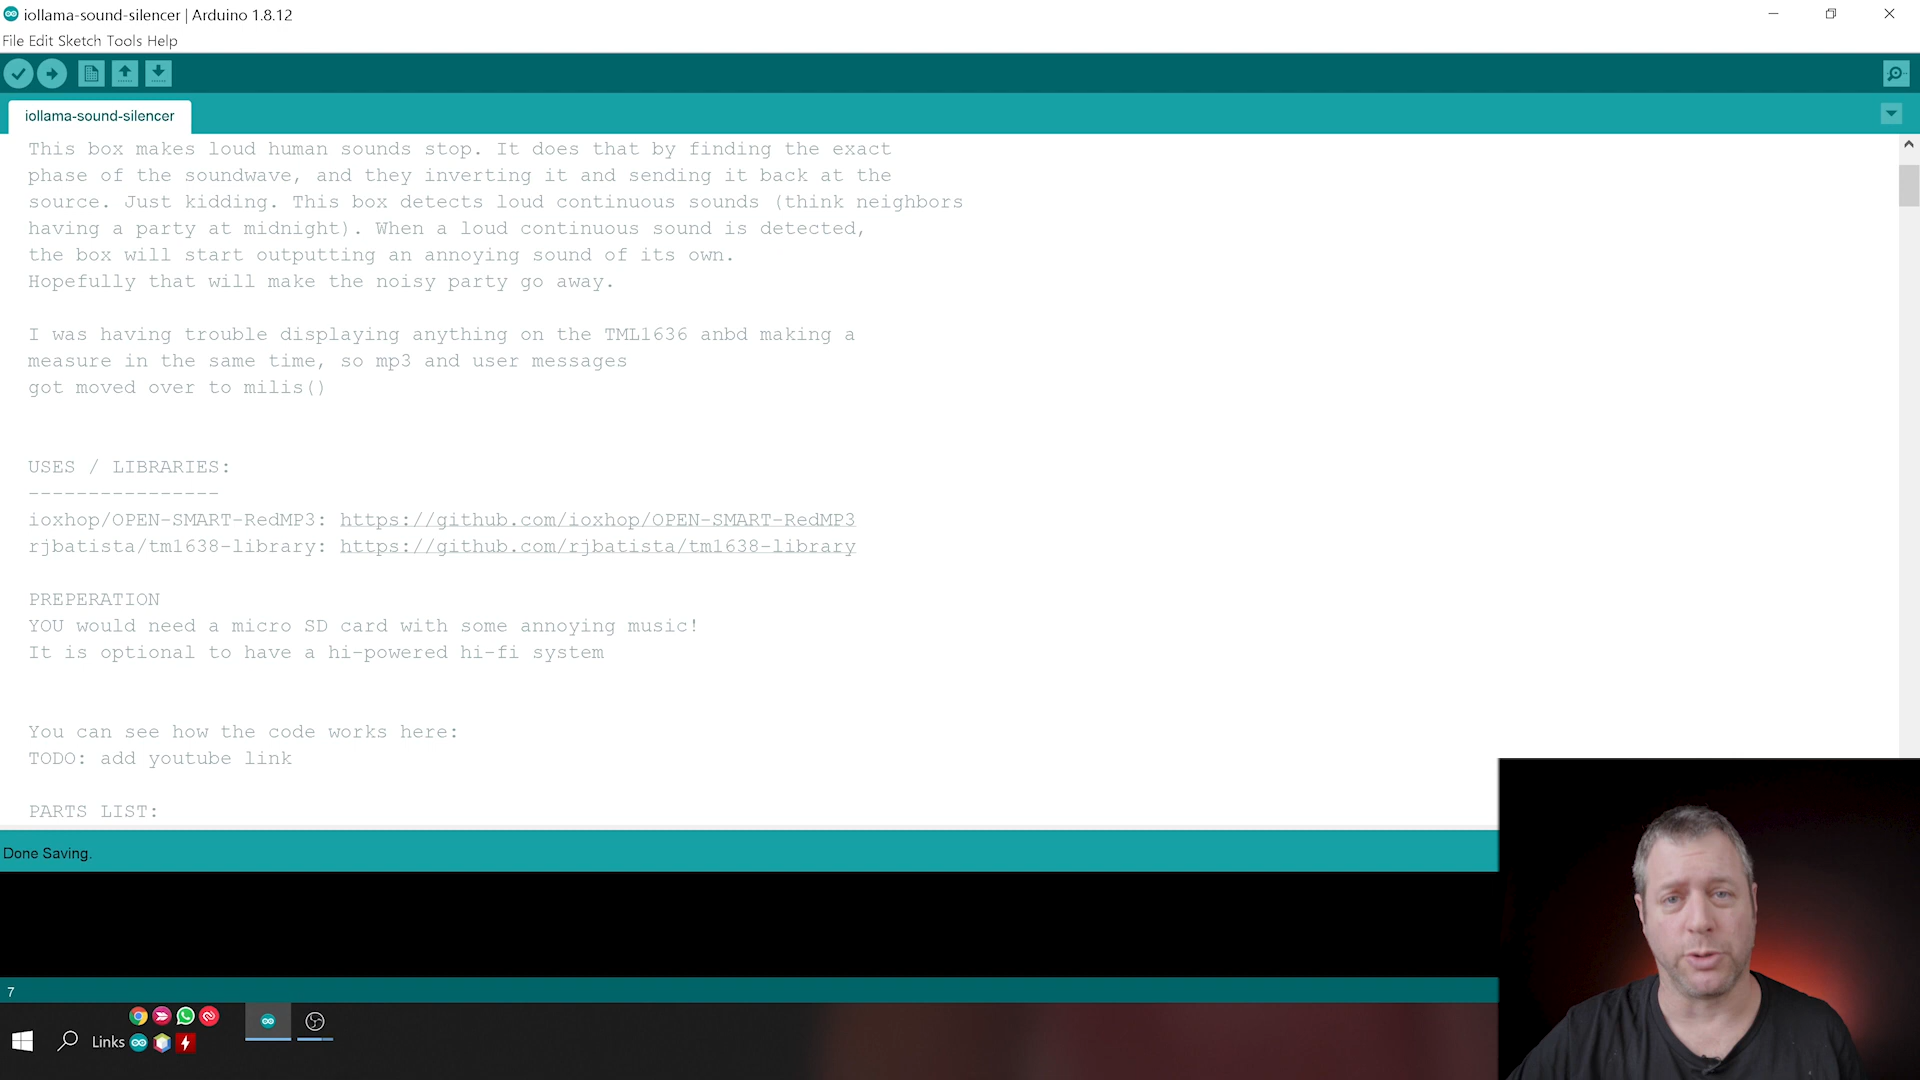 iollama-sound-silencer | Arduino 1.8.12
File Edit Sketch Tools Help
iollama-sound-silencer
This box makes loud human sounds stop. It does that by finding the exact
phase of the soundwave, and they inverting it and sending it back at the
source. Just kidding. This box detects loud continuous sounds (think neighbors
having a party at midnight). When a loud continuous sound is detected,
the box will start outputting an annoying sound of its own.
Hopefully that will make the noisy party go away.
I was having trouble displaying anything on the TML1636 anbd making a
measure in the same time, so mp3 and user messages
got moved over to milis()
USES / LIBRARIES:
----------------
ioxhop/OPEN-SMART-RedMP3: https://github.com/ioxhop/OPEN-SMART-RedMP3
rjbatista/tm1638-library: https://github.com/rjbatista/tm1638-library
PREPERATION
YOU would need a micro SD card with some annoying music!
It is optional to have a hi-powered hi-fi system
You can see how the code works here:
TODO: add youtube link
PARTS LIST:
Done Saving.
7
Links